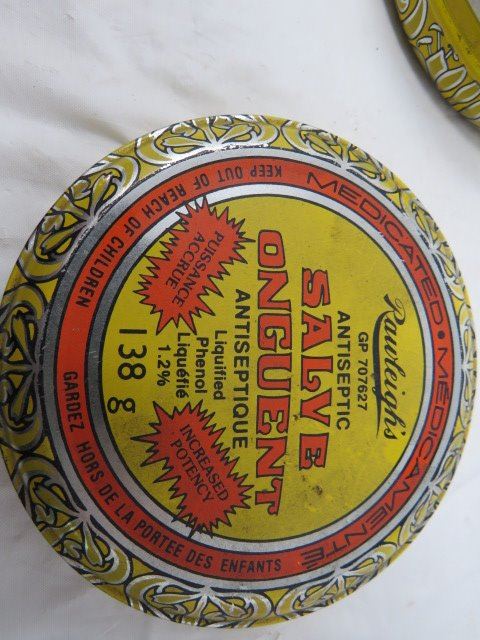 MEDICATED • MÉDICAMENTÉ
Rawleigh's
GP 707627
ANTISEPTIC
SALVE
ONGUENT
ANTISEPTIQUE
PUISSANCE
ACCRUE
Liquified
Phenol
Liquéfié
1.2%
INCREASED
POTENCY
138 g
KEEP OUT OF REACH OF CHILDREN
GARDEZ HORS DE LA PORTÉE DES ENFANTS